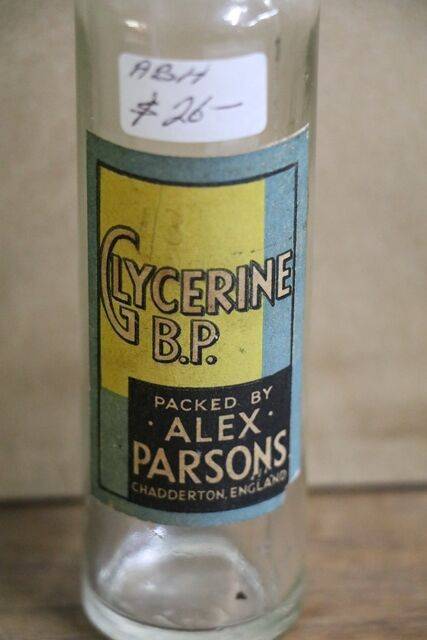 ABH
$26-
GLYCERINE
B.P.
PACKED BY
· ALEX ·
PARSONS
CHADDERTON, ENGLAND